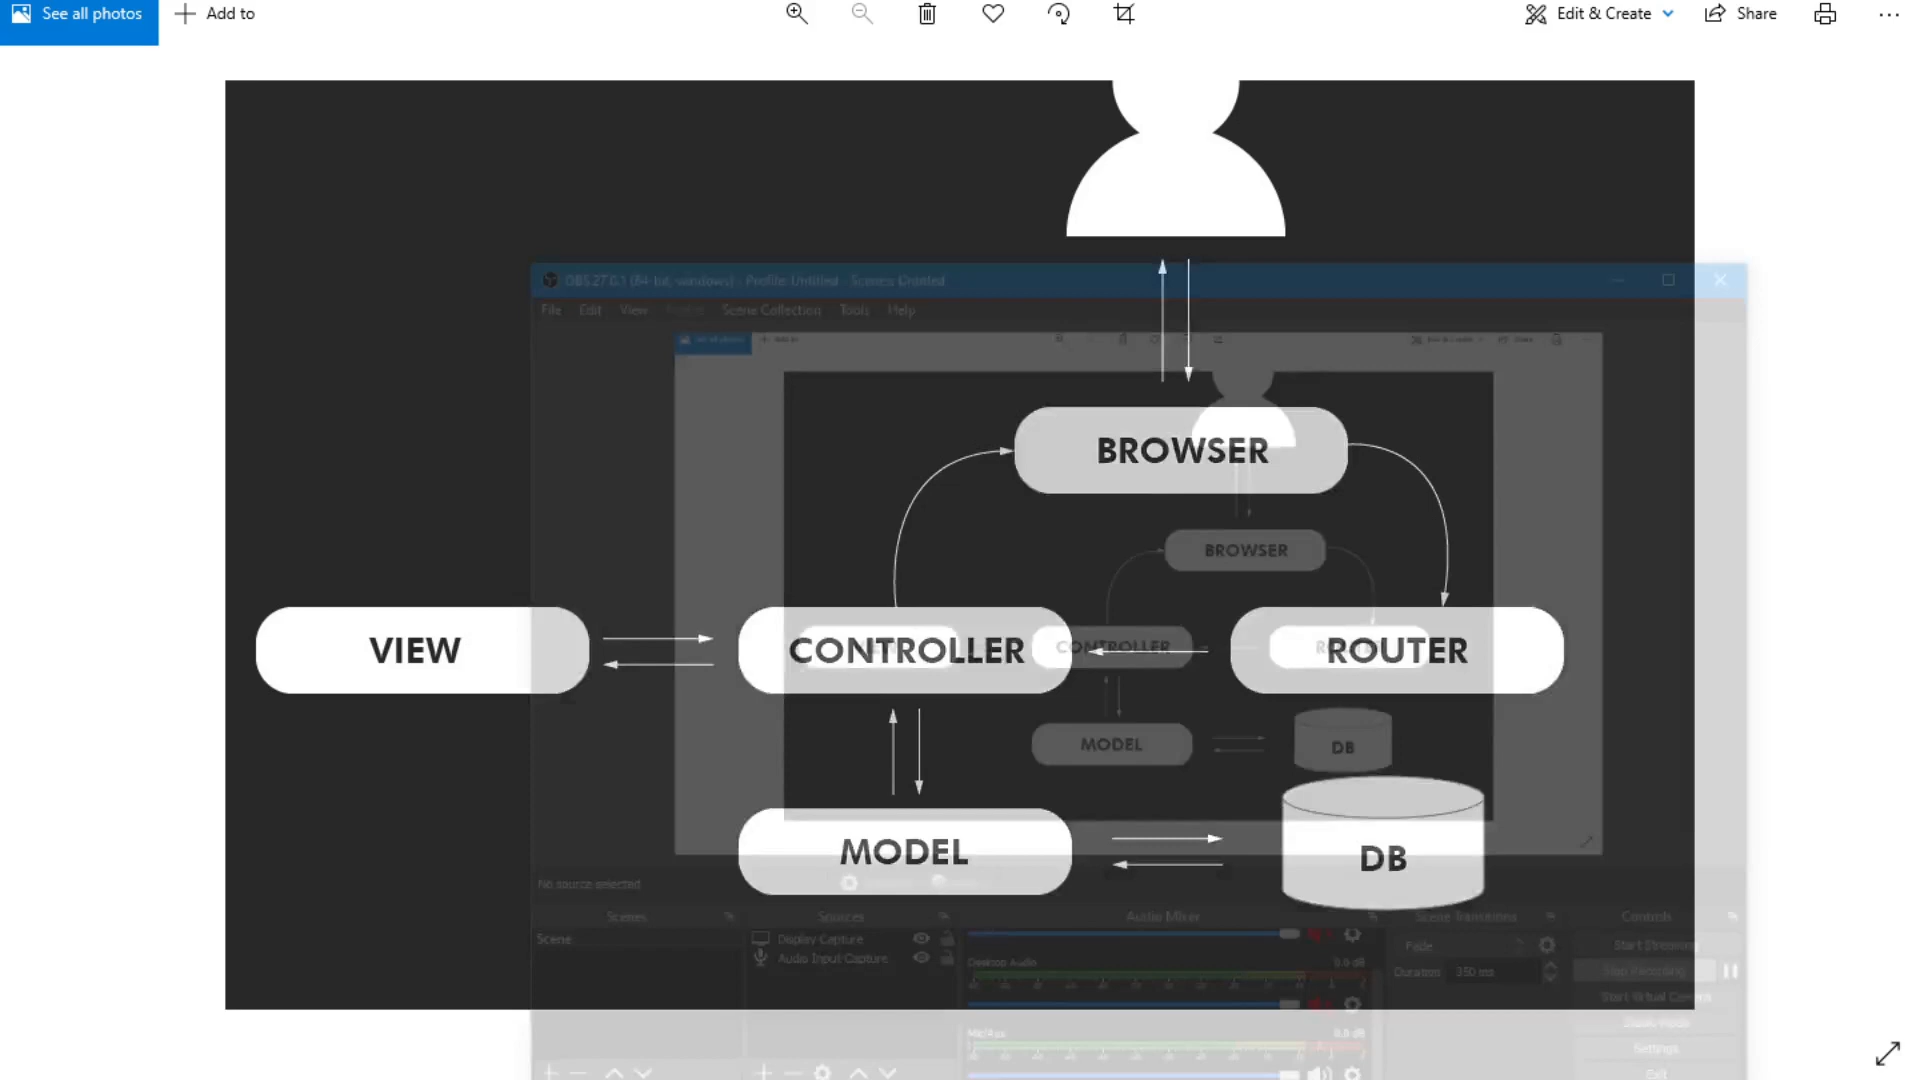 See all photos
Add to
Edit & Create
Share
OBS 27.0.1 (64-bit, windows) - Profile: Untitled - Scenes: Untitled
File Edit View Profile Scene Collection Tools Help
BROWSER
BROWSER
VIEW
CONTROLLER
CONTROLLER
ROUTER
MODEL
DB
MODEL
DB
No source selected
Scenes
Sources
Audio Mixer
Scene Transitions
Controls
Scene
Display Capture
Audio Input Capture
Desktop Audio
0.0 dB
Mic/Aux
0.0 dB
Fade
Duration 350 ms
Start Streaming
Stop Recording
Start Virtual Camera
Studio Mode
Settings
Exit